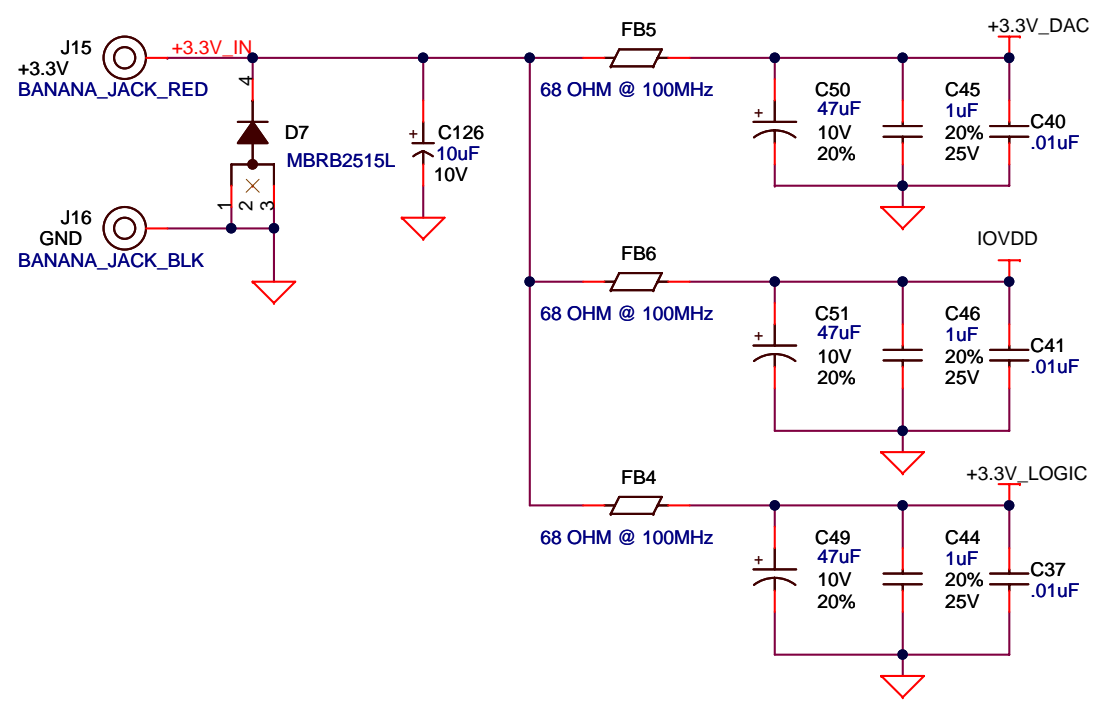 J15
+3.3V
BANANA_JACK_RED
+3.3V_IN
4
D7
MBRB2515L
1
2
3
J16
GND
BANANA_JACK_BLK
+
C126
10uF
10V
FB5
68 OHM @ 100MHz
+3.3V_DAC
+
C50
47uF
10V
20%
C45
1uF
20%
25V
C40
.01uF
FB6
68 OHM @ 100MHz
IOVDD
+
C51
47uF
10V
20%
C46
1uF
20%
25V
C41
.01uF
FB4
68 OHM @ 100MHz
+3.3V_LOGIC
+
C49
47uF
10V
20%
C44
1uF
20%
25V
C37
.01uF